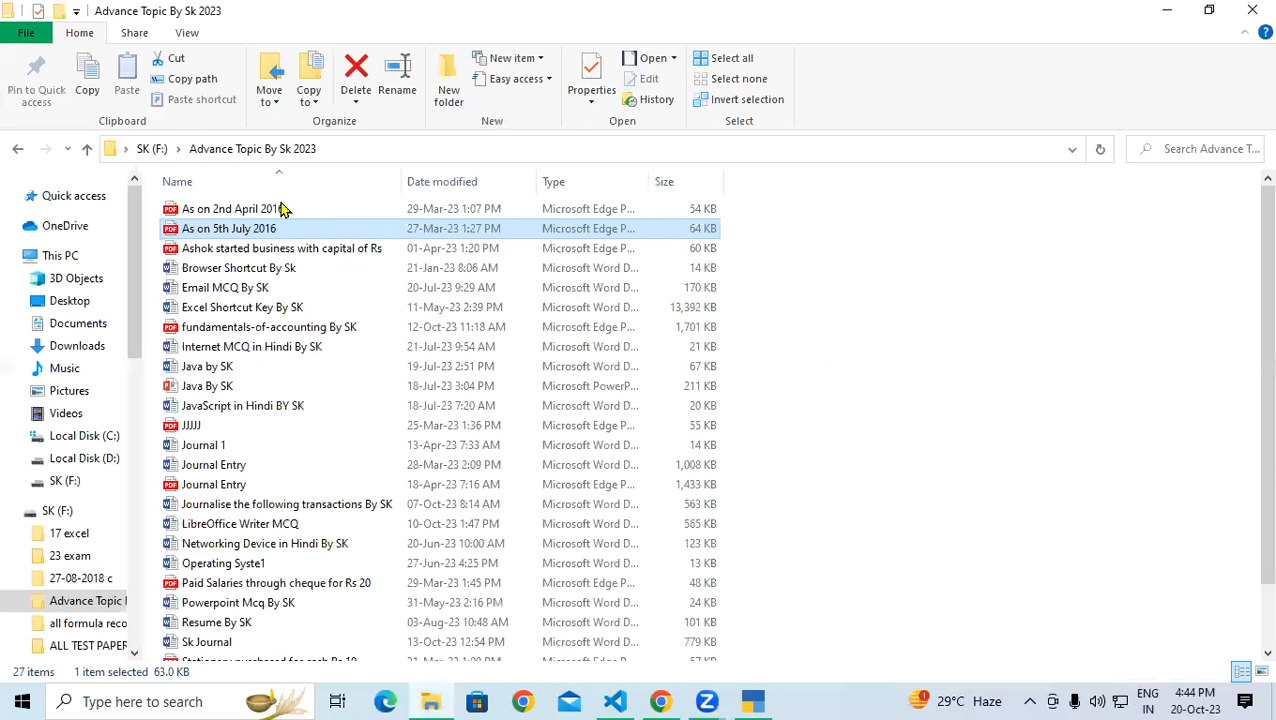 Advance Topic By Sk 2023
File Home Share View
Pin to Quick access
Copy
Paste
Cut
Copy path
Paste shortcut
Clipboard
Move to
Copy to
Delete
Rename
Organize
New folder
New item
Easy access
New
Properties
Open
Edit
History
Open
Select all
Select none
Invert selection
Select
SK (F:) Advance Topic By Sk 2023
Search Advance T...
Quick access
OneDrive
This PC
3D Objects
Desktop
Documents
Downloads
Music
Pictures
Videos
Local Disk (C:)
Local Disk (D:)
SK (F:)
SK (F:)
17 excel
23 exam
27-08-2018 c
Advance Topic
all formula reco
ALL TEST PAPER
Name Date modified Type Size
As on 2nd April 2016 29-Mar-23 1:07 PM Microsoft Edge P... 54 KB
As on 5th July 2016 27-Mar-23 1:27 PM Microsoft Edge P... 64 KB
Ashok started business with capital of Rs 01-Apr-23 1:20 PM Microsoft Edge P... 60 KB
Browser Shortcut By Sk 21-Jan-23 8:06 AM Microsoft Word D... 14 KB
Email MCQ By SK 20-Jul-23 9:29 AM Microsoft Word D... 170 KB
Excel Shortcut Key By SK 11-May-23 2:39 PM Microsoft Word D... 13,392 KB
fundamentals-of-accounting By SK 12-Oct-23 11:18 AM Microsoft Edge P... 1,701 KB
Internet MCQ in Hindi By SK 21-Jul-23 9:54 AM Microsoft Word D... 21 KB
Java by SK 19-Jul-23 2:51 PM Microsoft Word D... 67 KB
Java By SK 18-Jul-23 3:04 PM Microsoft PowerP... 211 KB
JavaScript in Hindi BY SK 18-Jul-23 7:20 AM Microsoft Word D... 20 KB
JJJJJ 25-Mar-23 1:36 PM Microsoft Edge P... 55 KB
Journal 1 13-Apr-23 7:33 AM Microsoft Word D... 14 KB
Journal Entry 28-Mar-23 2:09 PM Microsoft Word D... 1,008 KB
Journal Entry 18-Apr-23 7:16 AM Microsoft Edge P... 1,433 KB
Journalise the following transactions By SK 07-Oct-23 8:14 AM Microsoft Word D... 563 KB
LibreOffice Writer MCQ 10-Oct-23 1:47 PM Microsoft Word D... 565 KB
Networking Device in Hindi By SK 20-Jun-23 10:00 AM Microsoft Word D... 123 KB
Operating Syste1 27-Jun-23 4:25 PM Microsoft Word D... 13 KB
Paid Salaries through cheque for Rs 20 29-Mar-23 1:45 PM Microsoft Edge P... 48 KB
Powerpoint Mcq By SK 31-May-23 2:16 PM Microsoft Word D... 24 KB
Resume By SK 03-Aug-23 10:48 AM Microsoft Word D... 101 KB
Sk Journal 13-Oct-23 12:54 PM Microsoft Word D... 779 KB
27 items 1 item selected 63.0 KB
Type here to search
29°C Haze
ENG
IN
4:44 PM
20-Oct-23